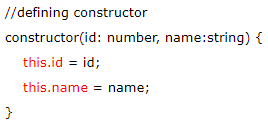 //defining constructor
constructor(id: number, name:string) {
this.id = id;
this.name = name;
}